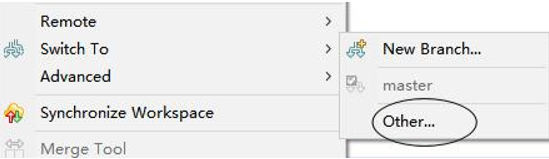 Remote
Switch To
Advanced
Synchronize Workspace
Merge Tool
New Branch...
master
Other...